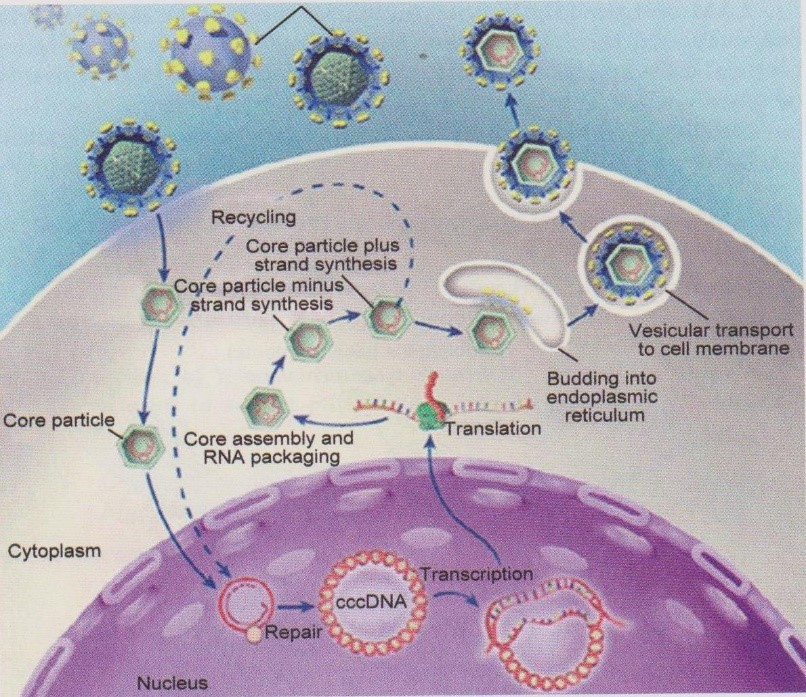 Recycling
Core particle plus
strand synthesis
Core particle minus
strand synthesis
Vesicular transport
to cell membrane
Budding into
endoplasmic
reticulum
Core particle
Translation
Core assembly and
RNA packaging
Cytoplasm
Transcription
cccDNA
Repair
Nucleus